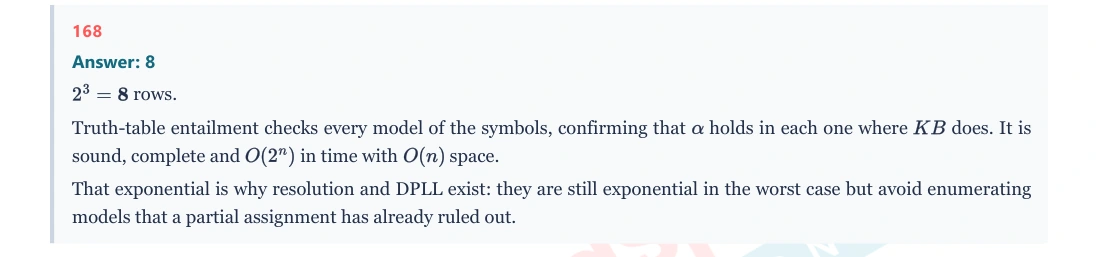 168
Answer: 8
2³ = 8 rows.
Truth-table entailment checks every model of the symbols, confirming that α holds in each one where KB does. It is
sound, complete and O(2ⁿ) in time with O(n) space.
That exponential is why resolution and DPLL exist: they are still exponential in the worst case but avoid enumerating
models that a partial assignment has already ruled out.